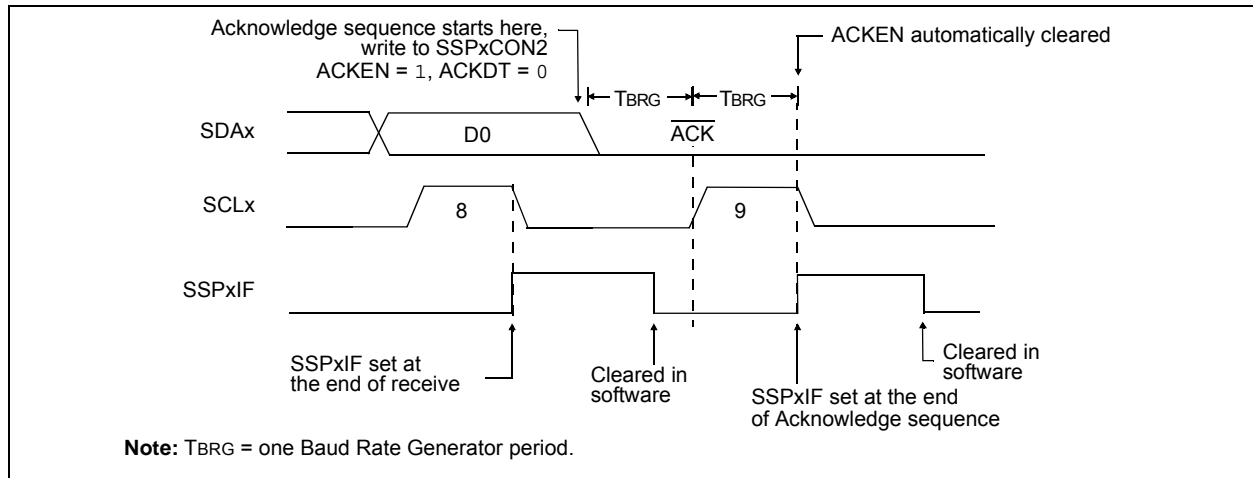 Acknowledge sequence starts here,
write to SSPxCON2
ACKEN = 1, ACKDT = 0
ACKEN automatically cleared
TBRG
TBRG
SDAx
D0
ACK
SCLx
8
9
SSPxIF
SSPxIF set at
the end of receive
Cleared in
software
SSPxIF set at the end
of Acknowledge sequence
Cleared in
software
Note: TBRG = one Baud Rate Generator period.